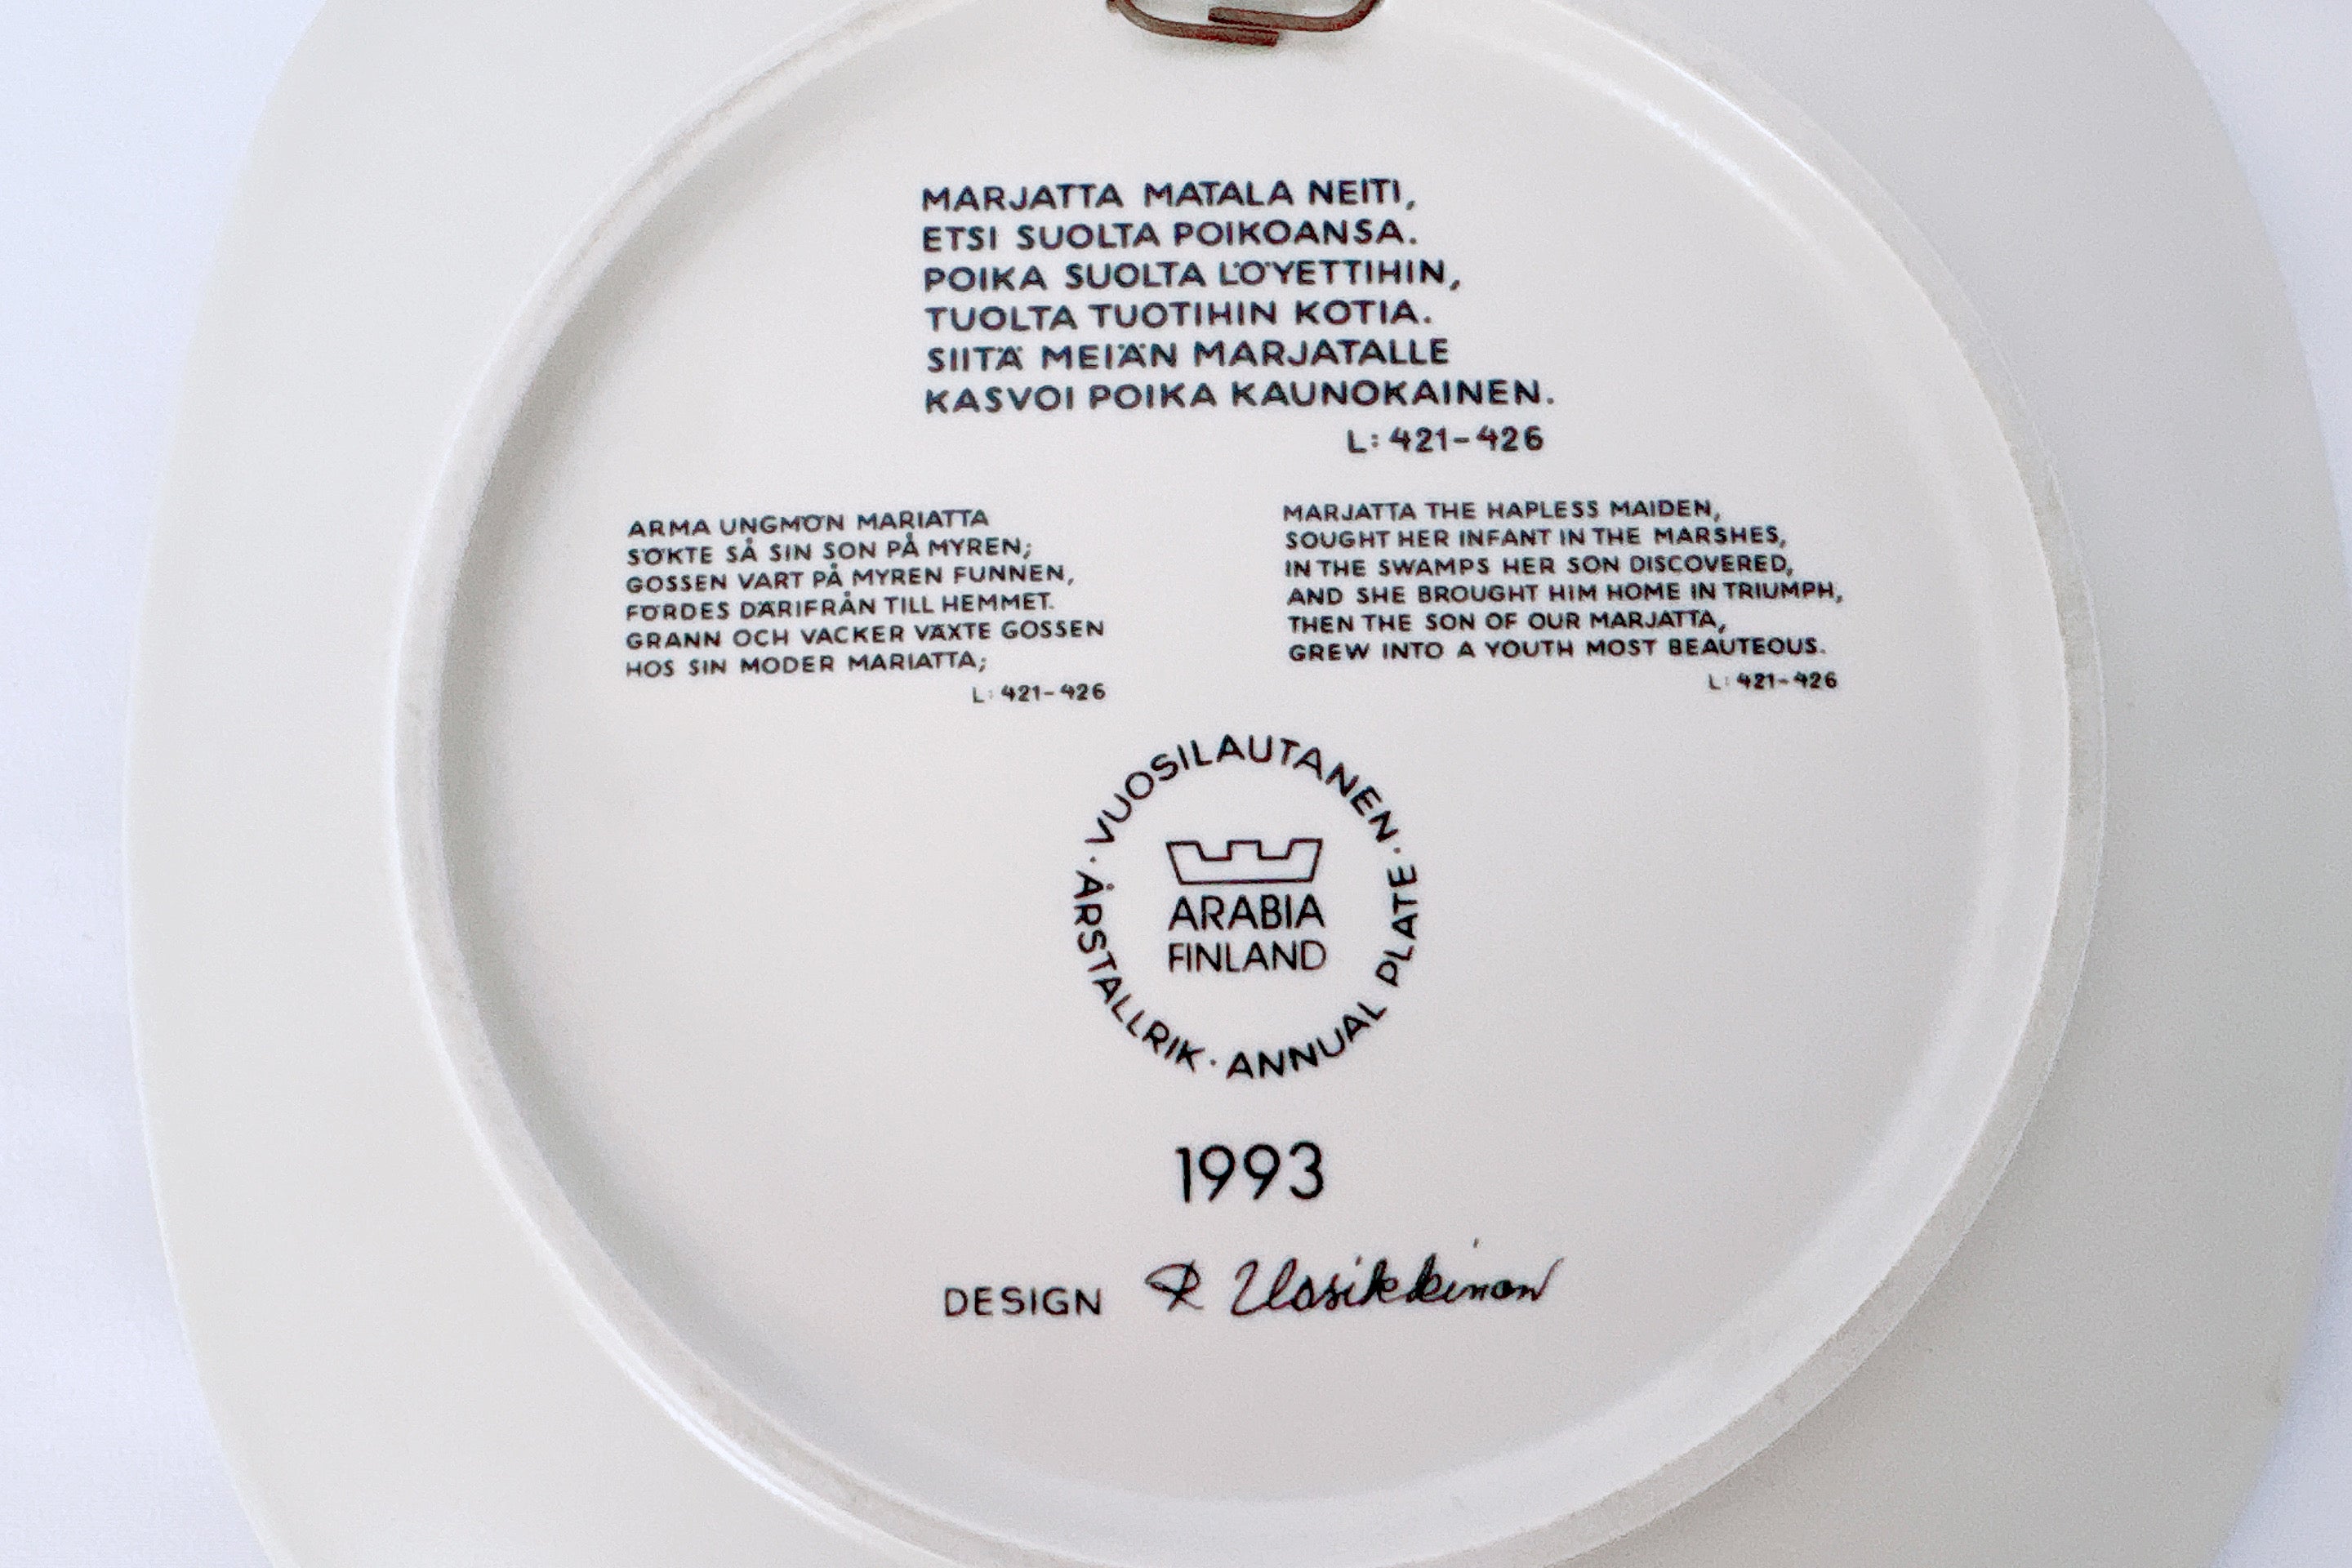 MARJATTA MATALA NEITI,
ETSI SUOLTA POIKOANSA.
POIKA SUOLTA LÖYETTIHIN,
TUOLTA TUOTIHIN KOTIA.
SIITÄ MEIÄN MARJATALLE
KASVOI POIKA KAUNOKAINEN.
L: 421-426
ARMA UNGMÖN MARIATTA
SÖKTE SÅ SIN SON PÅ MYREN;
GOSSEN VART PÅ MYREN FUNNEN,
FÖRDES DÄRIFRÅN TILL HEMMET.
GRANN OCH VACKER VÄXTE GOSSEN
HOS SIN MODER MARIATTA;
L: 421-426
MARJATTA THE HAPLESS MAIDEN,
SOUGHT HER INFANT IN THE MARSHES,
IN THE SWAMPS HER SON DISCOVERED,
AND SHE BROUGHT HIM HOME IN TRIUMPH,
THEN THE SON OF OUR MARJATTA,
GREW INTO A YOUTH MOST BEAUTEOUS.
L: 421-426
· VUOSILAUTANEN · ANNUAL PLATE · ÅRSTALLRIK
ARABIA
FINLAND
1993
DESIGN R Uosikkinen